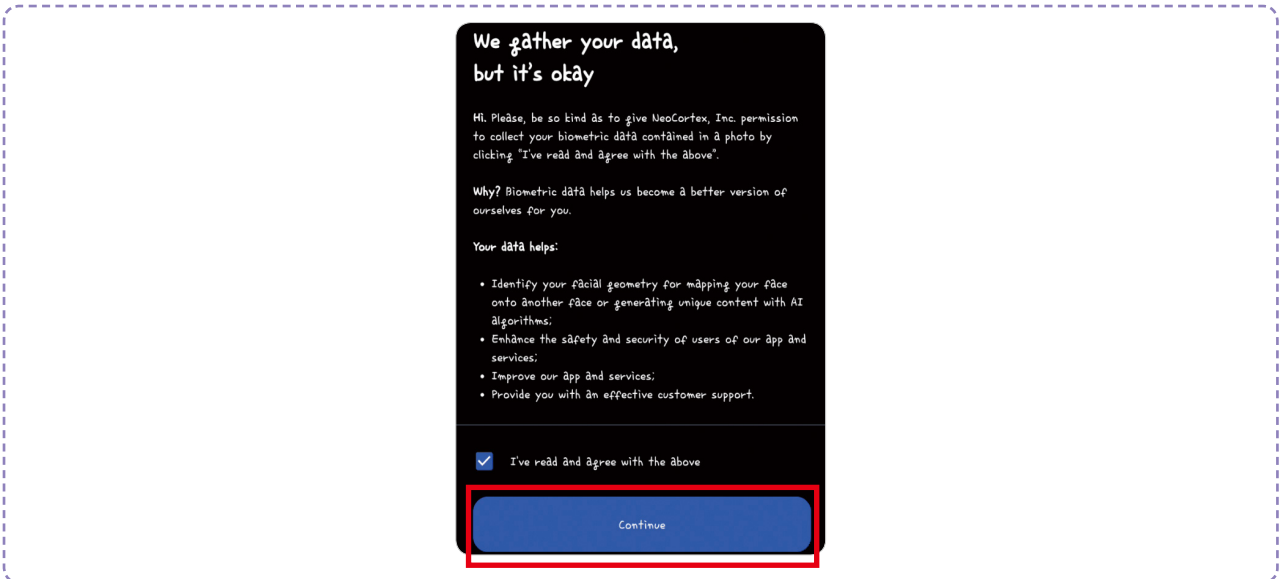 We gather your data,
but it's okay
Hi. Please, be so kind as to give NeoCortex, Inc. permission
to collect your biometric data contained in a photo by
clicking "I've read and agree with the above".
Why? Biometric data helps us become a better version of
ourselves for you.
Your data helps:
• Identify your facial geometry for mapping your face
onto another face or generating unique content with AI
algorithms;
• Enhance the safety and security of users of our app and
services;
• Improve our app and services;
• Provide you with an effective customer support.
I've read and agree with the above
Continue